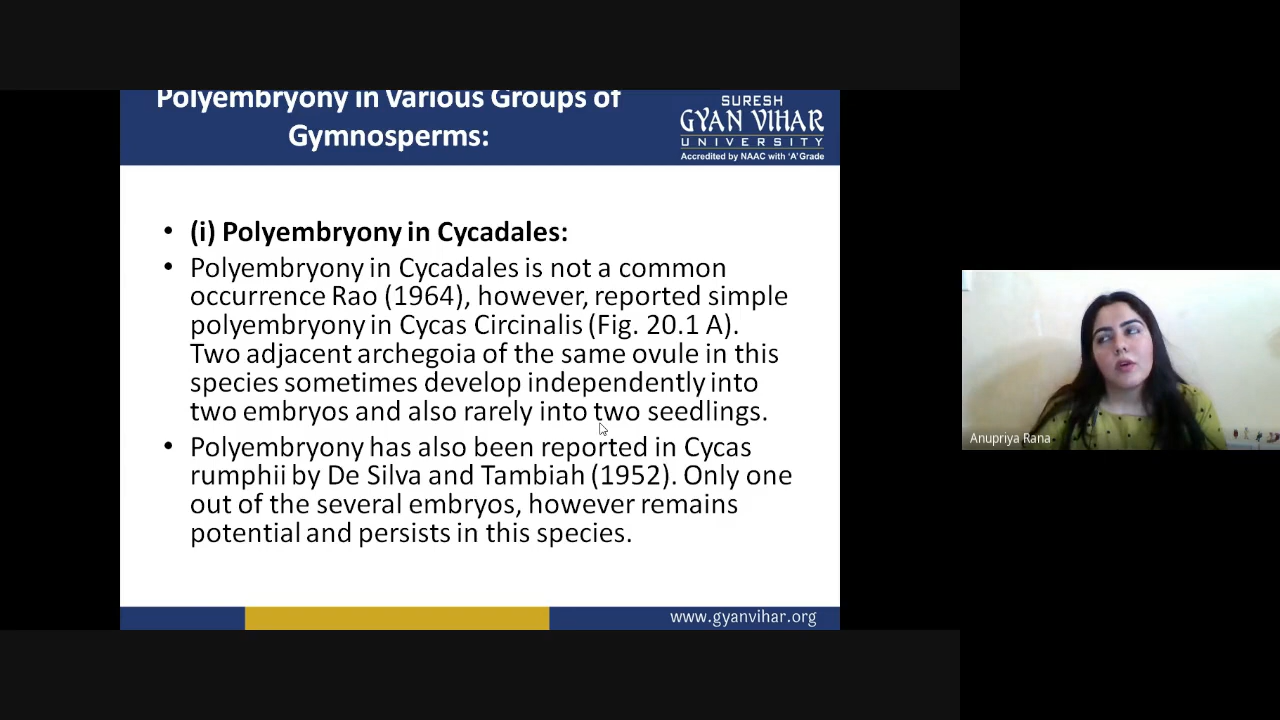 Polyembryony in Various Groups of
Gymnosperms:
SURESH
GYAN VIHAR
UNIVERSITY
Accredited by NAAC with 'A' Grade
• (i) Polyembryony in Cycadales:
• Polyembryony in Cycadales is not a common
occurrence Rao (1964), however, reported simple
polyembryony in Cycas Circinalis (Fig. 20.1 A).
Two adjacent archegoia of the same ovule in this
species sometimes develop independently into
two embryos and also rarely into two seedlings.
• Polyembryony has also been reported in Cycas
rumphii by De Silva and Tambiah (1952). Only one
out of the several embryos, however remains
potential and persists in this species.
www.gyanvihar.org
Anupriya Rana